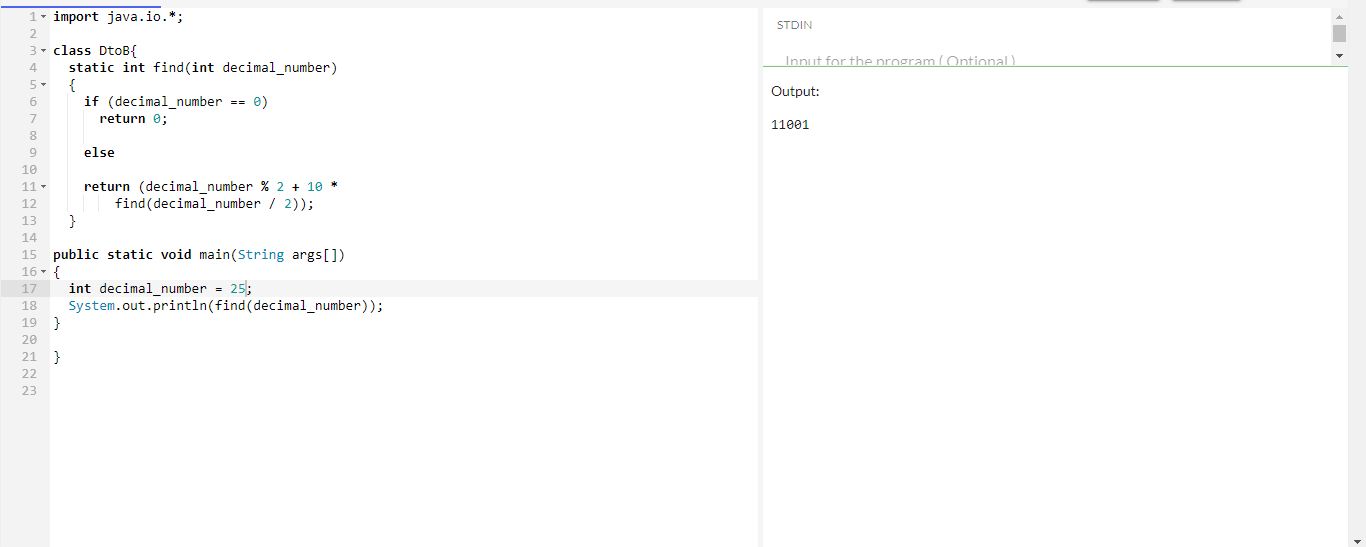 1 import java.io.*;
2
3 class DtoB{
4   static int find(int decimal_number)
5   {
6     if (decimal_number == 0)
7       return 0;
8
9     else
10
11     return (decimal_number % 2 + 10 *
12         find(decimal_number / 2));
13   }
14
15 public static void main(String args[])
16 {
17   int decimal_number = 25;
18   System.out.println(find(decimal_number));
19 }
20
21 }
22
23
STDIN
Input for the program ( Optional )
Output:
11001